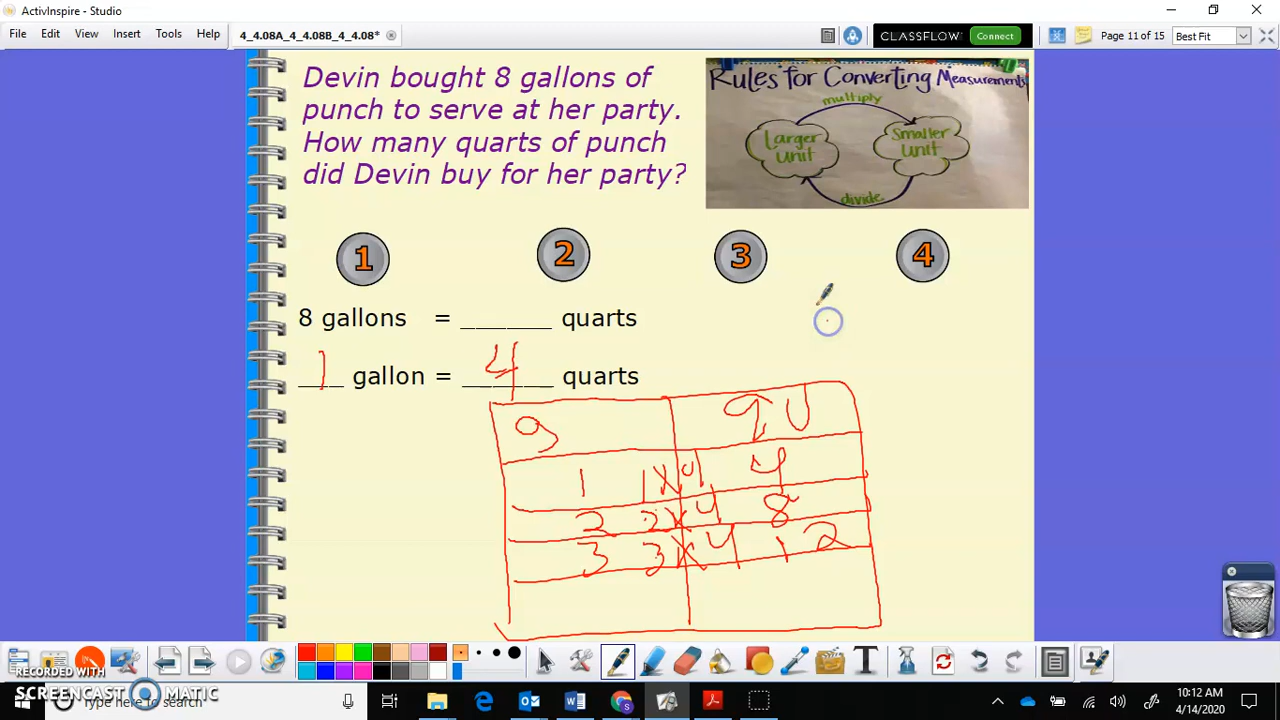 ActivInspire - Studio
File Edit View Insert Tools Help
4_4.08A_4_4.08B_4_4.08*
CLASSFLOW Connect
Page 11 of 15
Best Fit
Devin bought 8 gallons of
punch to serve at her party.
How many quarts of punch
did Devin buy for her party?
Rules for Converting Measurements
multiply
Larger
Unit
Smaller
Unit
divide
1 2 3 4
8 gallons = ______ quarts
1 gallon = 4 quarts
g qu
1 1x4 4
2 2x4 8
3 3x4 12
RECORDED WITH
SCREENCAST MATIC
here to search
10:12 AM
4/14/2020